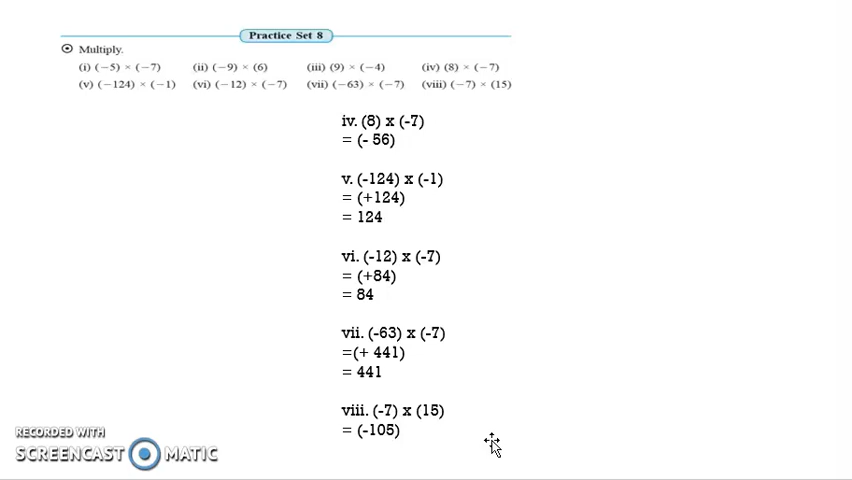 Practice Set 8
Multiply.
(i) (−5) × (−7) (ii) (−9) × (6) (iii) (9) × (−4) (iv) (8) × (−7)
(v) (−124) × (−1) (vi) (−12) × (−7) (vii) (−63) × (−7) (viii) (−7) × (15)
iv. (8) x (-7)
= (- 56)
v. (-124) x (-1)
= (+124)
= 124
vi. (-12) x (-7)
= (+84)
= 84
vii. (-63) x (-7)
=(+ 441)
= 441
viii. (-7) x (15)
= (-105)
RECORDED WITH
SCREENCAST MATIC